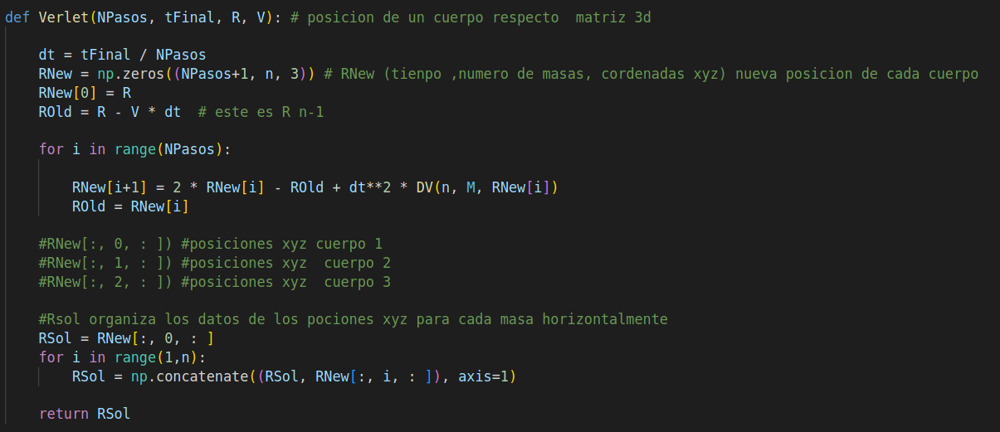 def Verlet(NPasos, tFinal, R, V): # posicion de un cuerpo respecto  matriz 3d
dt = tFinal / NPasos
RNew = np.zeros((NPasos+1, n, 3)) # RNew (tienpo ,numero de masas, cordenadas xyz) nueva posicion de cada cuerpo
RNew[0] = R
ROld = R - V * dt  # este es R n-1
for i in range(NPasos):
RNew[i+1] = 2 * RNew[i] - ROld + dt**2 * DV(n, M, RNew[i])
ROld = RNew[i]
#RNew[:, 0, : ]) #posiciones xyz cuerpo 1
#RNew[:, 1, : ]) #posiciones xyz  cuerpo 2
#RNew[:, 2, : ]) #posiciones xyz  cuerpo 3
#Rsol organiza los datos de los pociones xyz para cada masa horizontalmente
RSol = RNew[:, 0, : ]
for i in range(1,n):
RSol = np.concatenate((RSol, RNew[:, i, : ]), axis=1)
return RSol